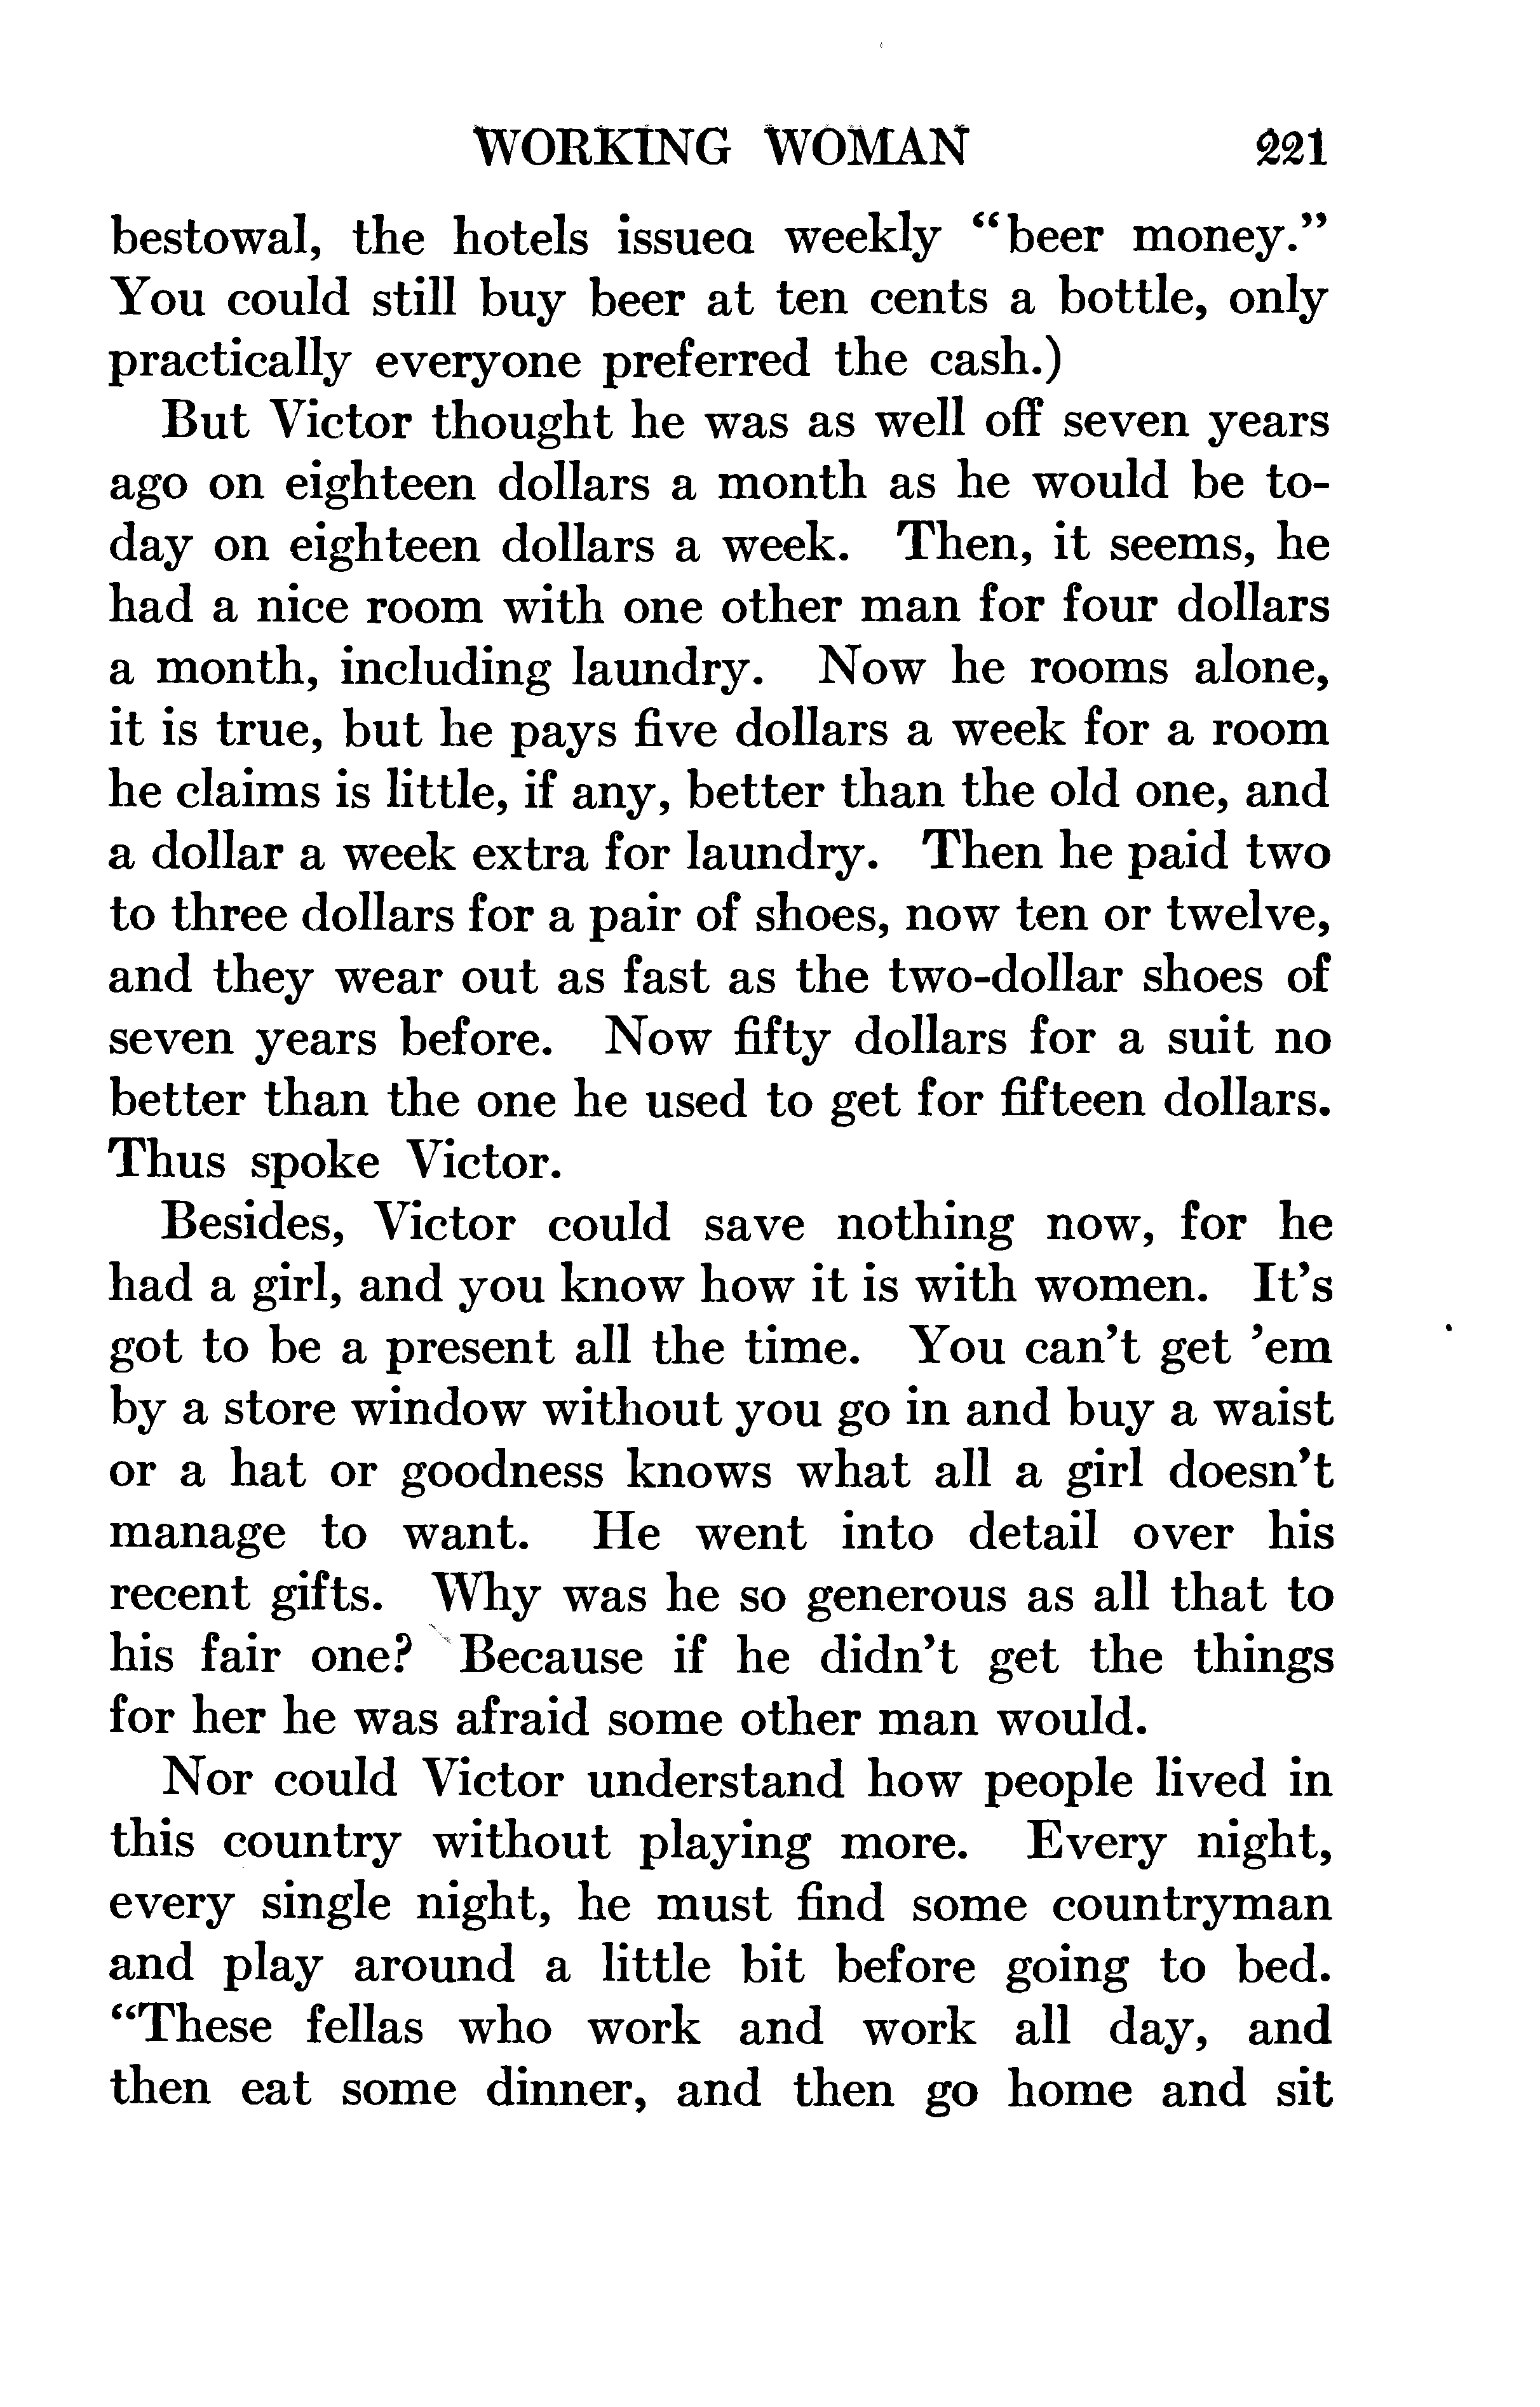 WORKING WOMAN 221
bestowal, the hotels issued weekly “beer money.”
You could still buy beer at ten cents a bottle, only
practically everyone preferred the cash.)
But Victor thought he was as well off seven years
ago on eighteen dollars a month as he would be to-
day on eighteen dollars a week. Then, it seems, he
had a nice room with one other man for four dollars
a month, including laundry. Now he rooms alone,
it is true, but he pays five dollars a week for a room
he claims is little, if any, better than the old one, and
a dollar a week extra for laundry. Then he paid two
to three dollars for a pair of shoes, now ten or twelve,
and they wear out as fast as the two-dollar shoes of
seven years before. Now fifty dollars for a suit no
better than the one he used to get for fifteen dollars.
Thus spoke Victor.
Besides, Victor could save nothing now, for he
had a girl, and you know how it is with women. It’s
got to be a present all the time. You can’t get ’em
by a store window without you go in and buy a waist
or a hat or goodness knows what all a girl doesn’t
manage to want. He went into detail over his
recent gifts. Why was he so generous as all that to
his fair one? Because if he didn’t get the things
for her he was afraid some other man would.
Nor could Victor understand how people lived in
this country without playing more. Every night,
every single night, he must find some countryman
and play around a little bit before going to bed.
“These fellas who work and work all day, and
then eat some dinner, and then go home and sit